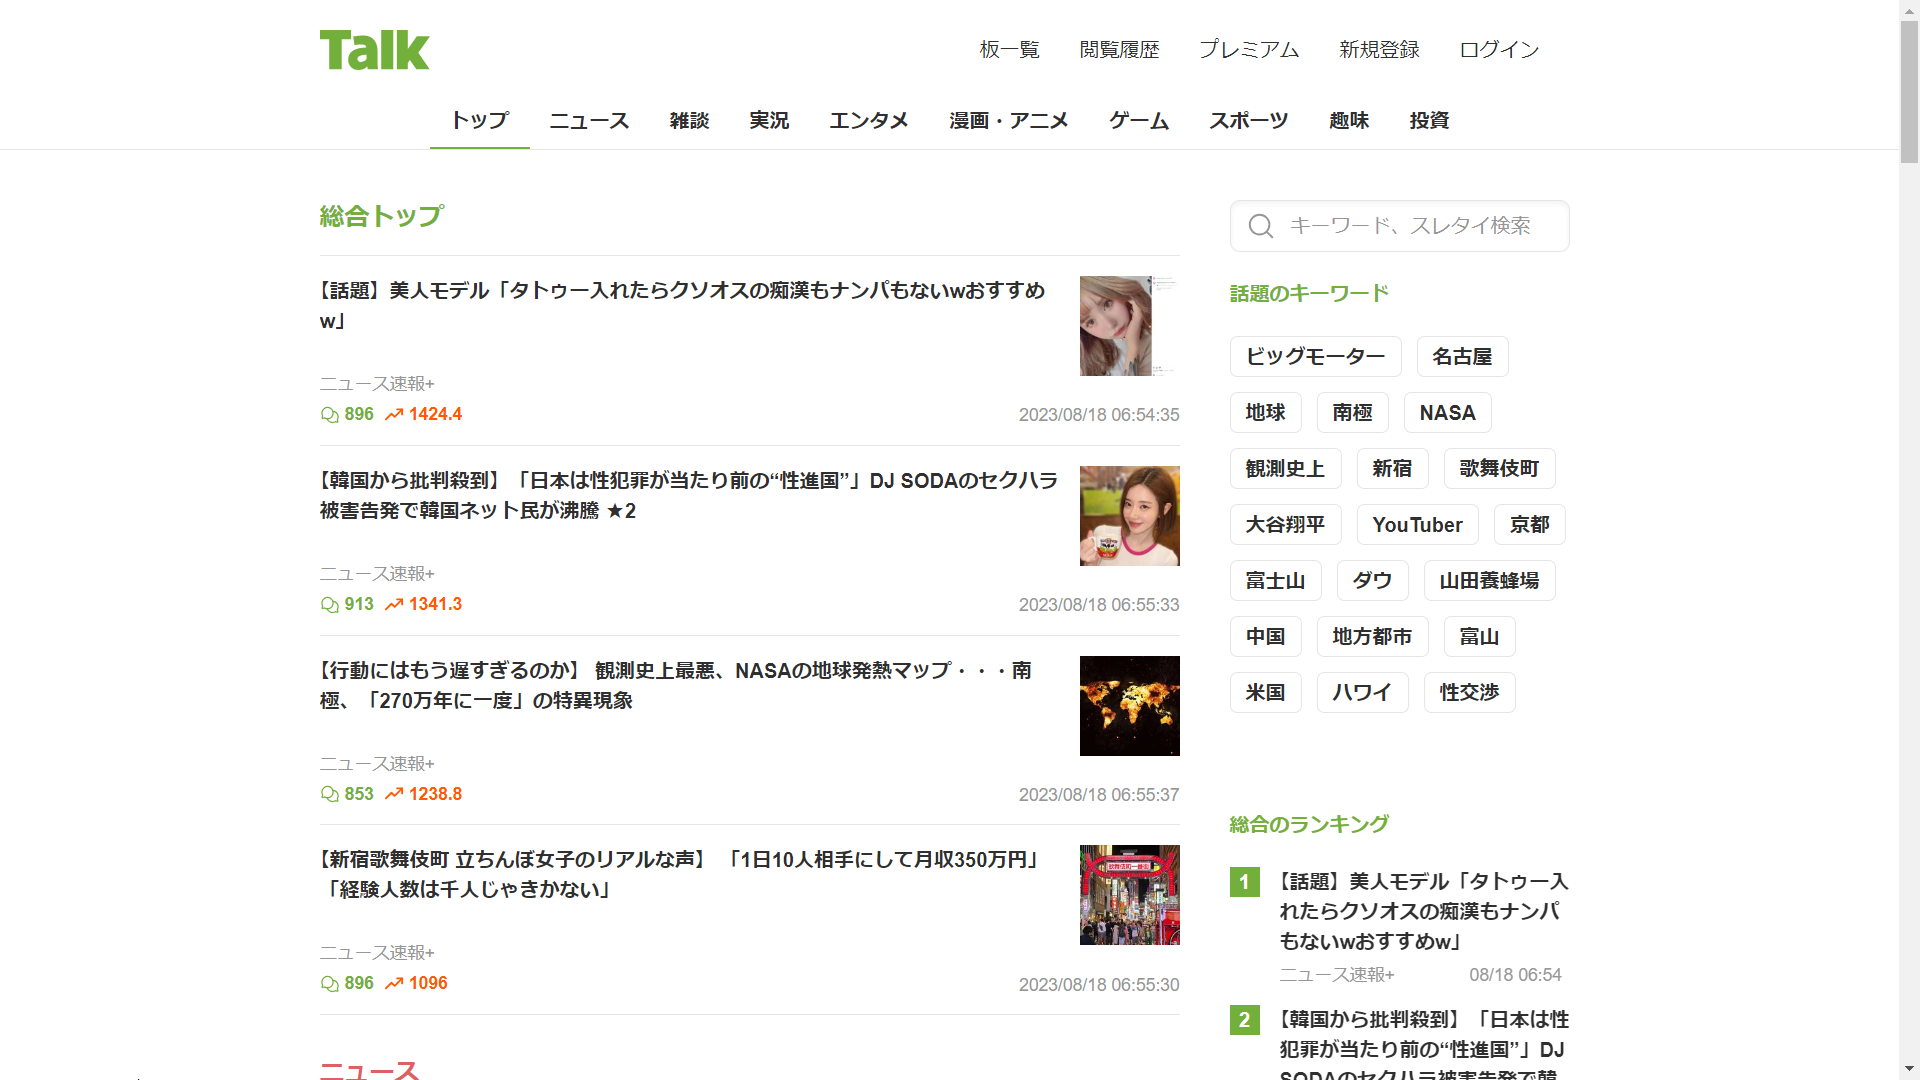 Talk
板一覧 閲覧履歴 プレミアム 新規登録 ログイン
トップ ニュース 雑談 実況 エンタメ 漫画・アニメ ゲーム スポーツ 趣味 投資
総合トップ
【話題】美人モデル「タトゥー入れたらクソオスの痴漢もナンパもないwおすすめ
w」
ニュース速報+
896 1424.4
2023/08/18 06:54:35
【韓国から批判殺到】「日本は性犯罪が当たり前の“性進国”」DJ SODAのセクハラ
被害告発で韓国ネット民が沸騰 ★2
ニュース速報+
913 1341.3
2023/08/18 06:55:33
【行動にはもう遅すぎるのか】 観測史上最悪、NASAの地球発熱マップ・・・南
極、「270万年に一度」の特異現象
ニュース速報+
853 1238.8
2023/08/18 06:55:37
【新宿歌舞伎町 立ちんぼ女子のリアルな声】 「1日10人相手にして月収350万円」
「経験人数は千人じゃきかない」
ニュース速報+
896 1096
2023/08/18 06:55:30
ニュース
キーワード、スレタイ検索
話題のキーワード
ビッグモーター 名古屋
地球 南極 NASA
観測史上 新宿 歌舞伎町
大谷翔平 YouTuber 京都
富士山 ダウ 山田養蜂場
中国 地方都市 富山
米国 ハワイ 性交渉
総合のランキング
1 【話題】美人モデル「タトゥー入
れたらクソオスの痴漢もナンパ
もないwおすすめw」
ニュース速報+ 08/18 06:54
2 【韓国から批判殺到】「日本は性
犯罪が当たり前の“性進国”」DJ
SODAのセクハラ被害告発で韓